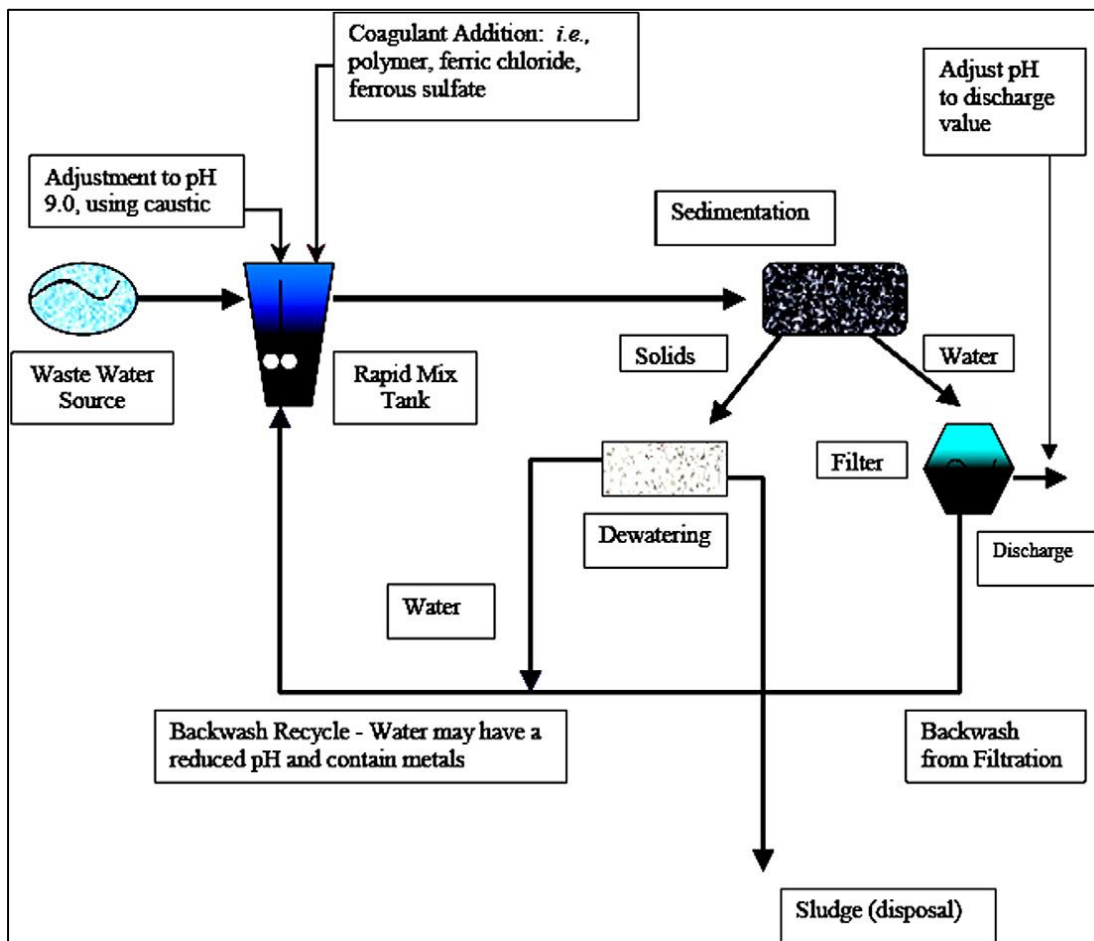 Coagulant Addition: i.e.,
polymer, ferric chloride,
ferrous sulfate
Adjust pH
to discharge
value
Adjustment to pH
9.0, using caustic
Sedimentation
Waste Water
Source
Rapid Mix
Tank
Solids
Water
Filter
Dewatering
Discharge
Water
Backwash Recycle - Water may have a
reduced pH and contain metals
Backwash
from Filtration
Sludge (disposal)